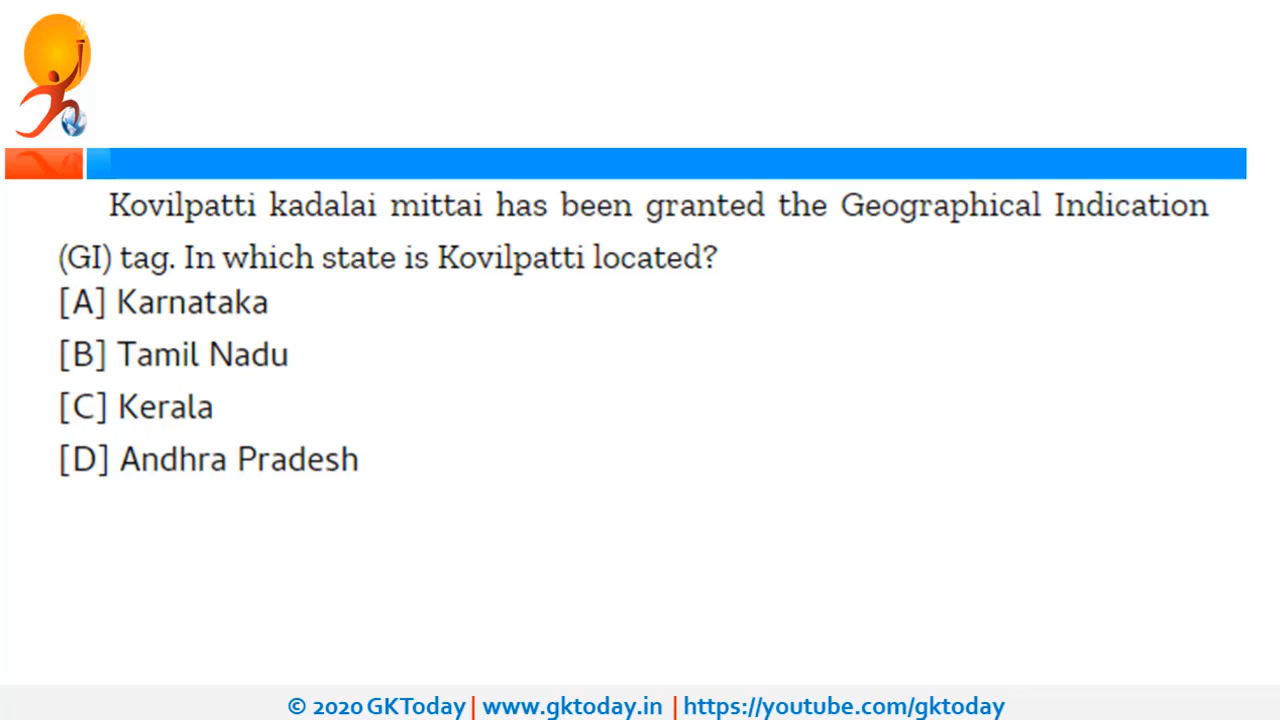 Kovilpatti kadalai mittai has been granted the Geographical Indication
(GI) tag. In which state is Kovilpatti located?
[A] Karnataka
[B] Tamil Nadu
[C] Kerala
[D] Andhra Pradesh
© 2020 GKToday | www.gktoday.in | https://youtube.com/gktoday